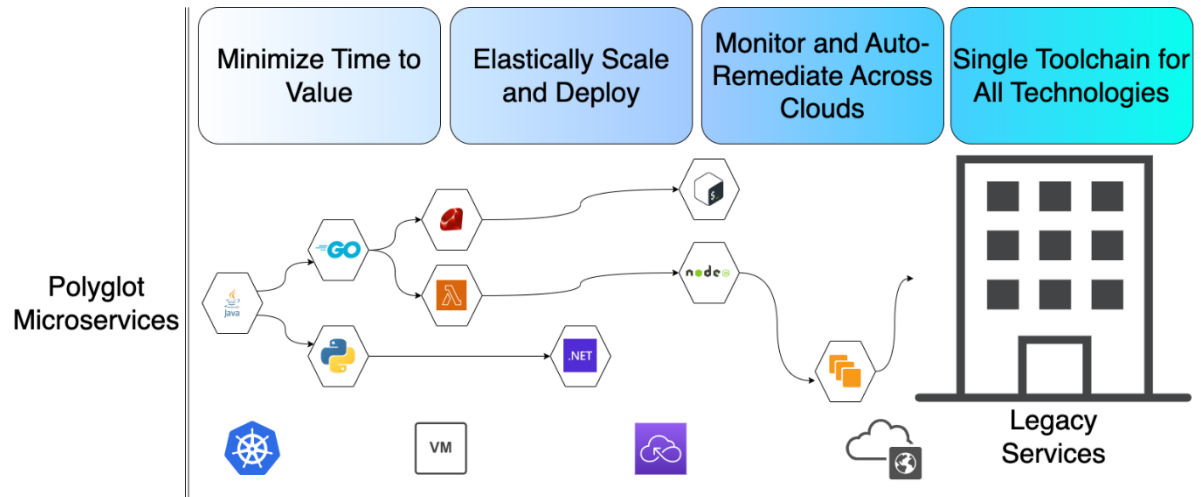 Minimize Time to
Value
Elastically Scale
and Deploy
Monitor and Auto-
Remediate Across
Clouds
Single Toolchain for
All Technologies
Polyglot
Microservices
Java
GO
node
.NET
$
VM
Legacy
Services